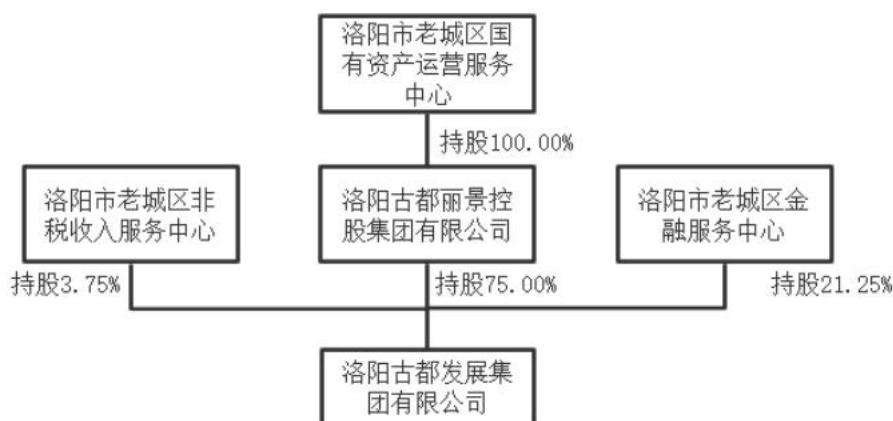 洛阳市老城区国
有资产运营服务
中心
持股100.00%
洛阳市老城区非
税收入服务中心
洛阳古都丽景控
股集团有限公司
洛阳市老城区金
融服务中心
持股3.75%
持股75.00%
持股21.25%
洛阳古都发展集
团有限公司